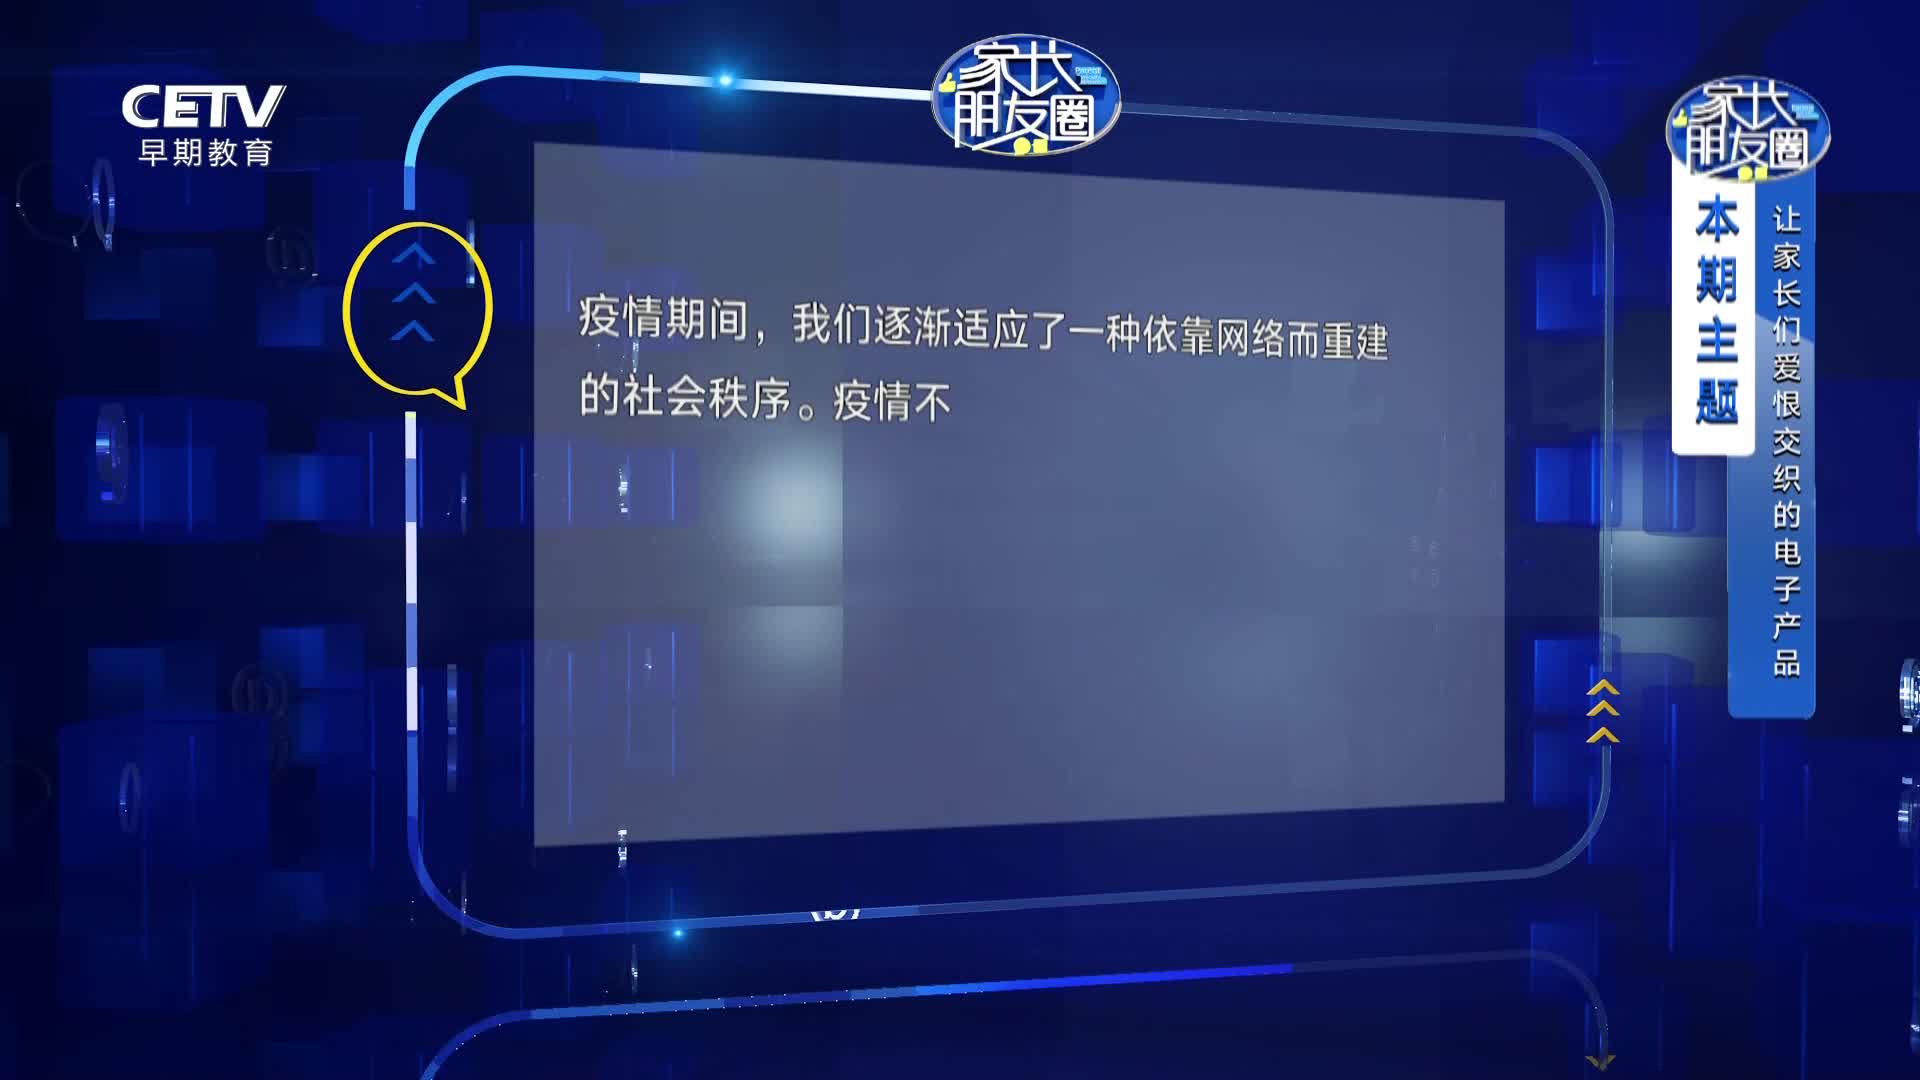 CETV
早期教育
家长
朋友圈
疫情期间，我们逐渐适应了一种依靠网络而重建
的社会秩序。疫情不
家长
朋友圈
本期主题
让家长们爱恨交织的电子产品